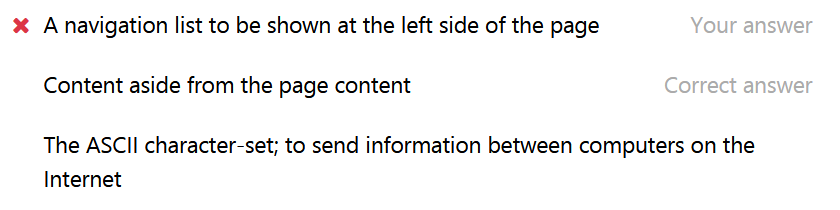 A navigation list to be shown at the left side of the page Your answer
Content aside from the page content Correct answer
The ASCII character-set; to send information between computers on the
Internet